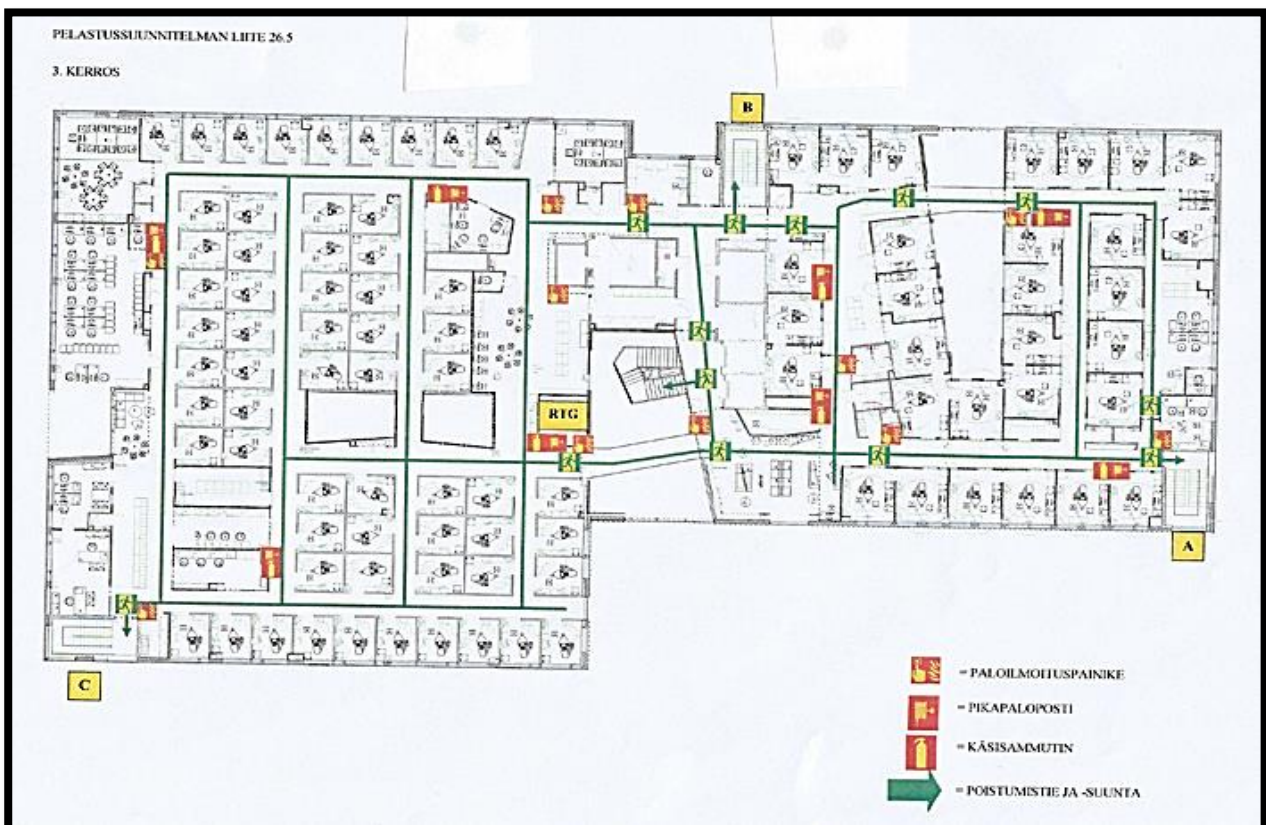 PELASTUSSUUNNITELMAN LIITE 26.5
3. KERROS
B
RTG
A
C
= PALOILMOITUSPAINIKE
= PIKAPALOPOSTI
= KÄSISAMMUTIN
= POISTUMISTIE JA -SUUNTA